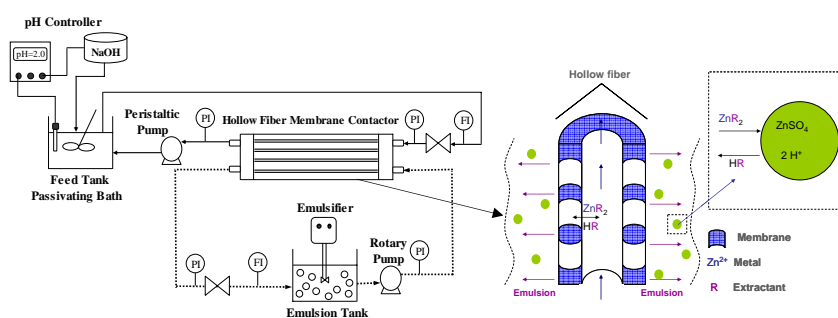 pH Controller
pH=2.0
NaOH
Peristaltic
Pump
PI
Hollow Fiber Membrane Contactor
PI
FI
Feed Tank
Passivating Bath
Emulsifier
PI
FI
Rotary
Pump
PI
Emulsion Tank
Hollow fiber
ZnR2
HR
Emulsion
Emulsion
ZnR2
HR
ZnSO4
2 H+
Membrane
Zn2+ Metal
R Extractant